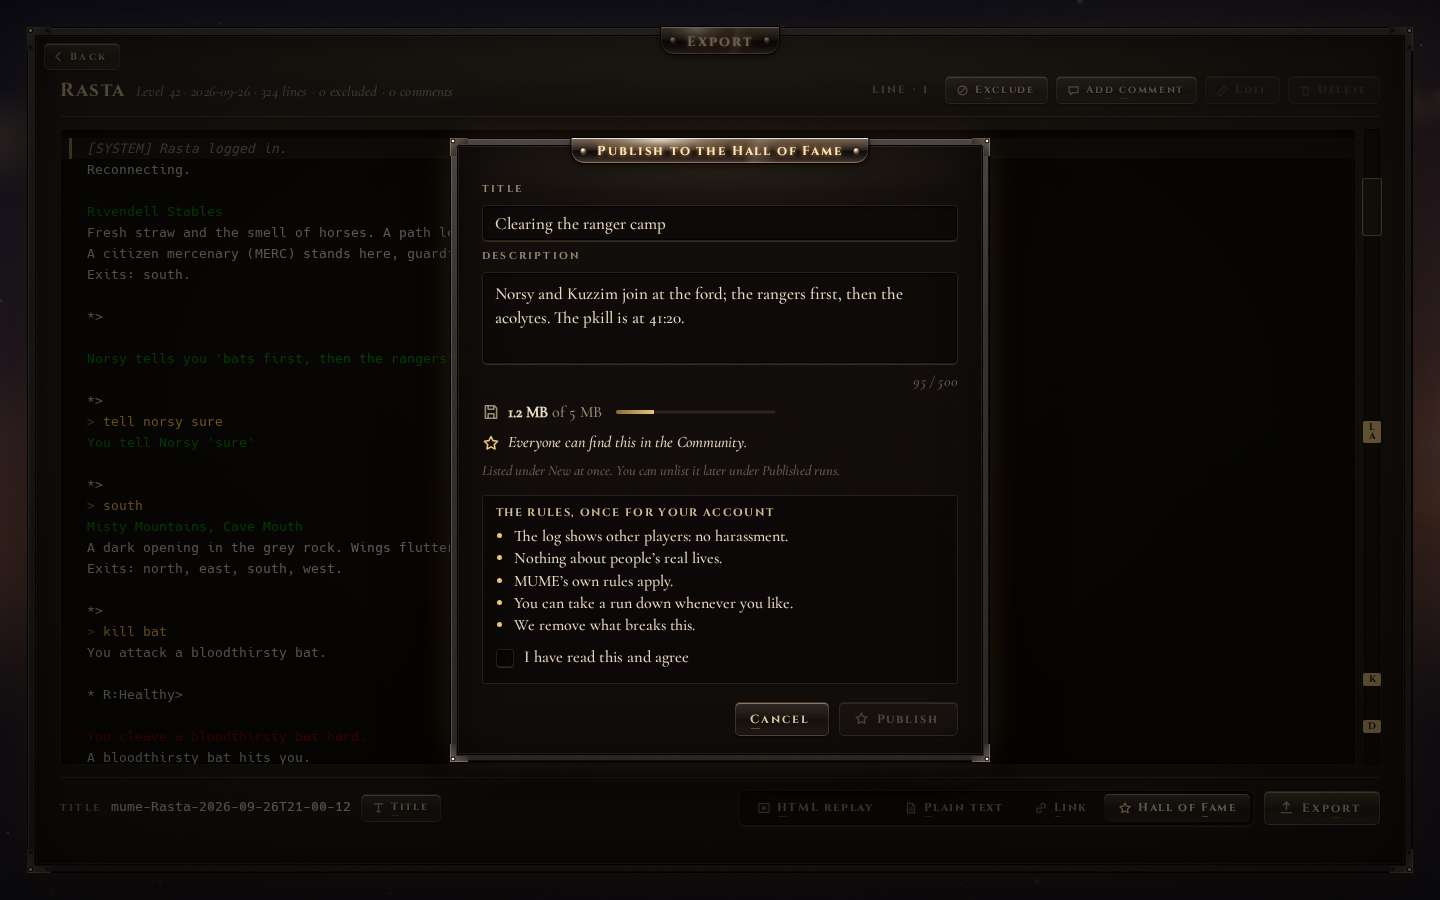 Export
Back
Rasta Level 42 · 2026-09-26 · 324 lines · 0 excluded · 0 comments
LINE · 1 Exclude Add comment Edit Delete
Publish to the Hall of Fame
[SYSTEM] Rasta logged in.
Reconnecting.
Rivendell Stables
Fresh straw and the smell of horses. A path le
A citizen mercenary (MERC) stands here, guard
Exits: south.
*>
Norsy tells you 'bats first, then the rangers'
*>
> tell norsy sure
You tell Norsy 'sure'
*>
> south
Misty Mountains, Cave Mouth
A dark opening in the grey rock. Wings flutter
Exits: north, east, south, west.
*>
> kill bat
You attack a bloodthirsty bat.
* R:Healthy>
You cleave a bloodthirsty bat hard.
A bloodthirsty bat hits you.
TITLE
Clearing the ranger camp
DESCRIPTION
Norsy and Kuzzim join at the ford; the rangers first, then the
acolytes. The pkill is at 41:20.
95 / 500
1.2 MB of 5 MB
Everyone can find this in the Community.
Listed under New at once. You can unlist it later under Published runs.
THE RULES, ONCE FOR YOUR ACCOUNT
• The log shows other players: no harassment.
• Nothing about people's real lives.
• MUME's own rules apply.
• You can take a run down whenever you like.
• We remove what breaks this.
I have read this and agree
Cancel Publish
L
A
K
D
TITLE mume-Rasta-2026-09-26T21-00-12 Title
HTML replay Plain text Link Hall of Fame Export